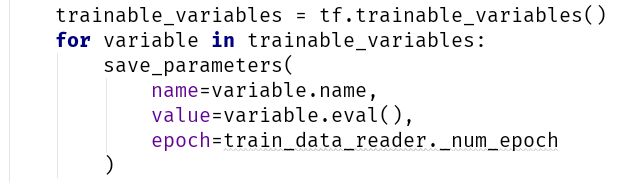 trainable_variables = tf.trainable_variables()
for variable in trainable_variables:
    save_parameters(
        name=variable.name,
        value=variable.eval(),
        epoch=train_data_reader._num_epoch
    )